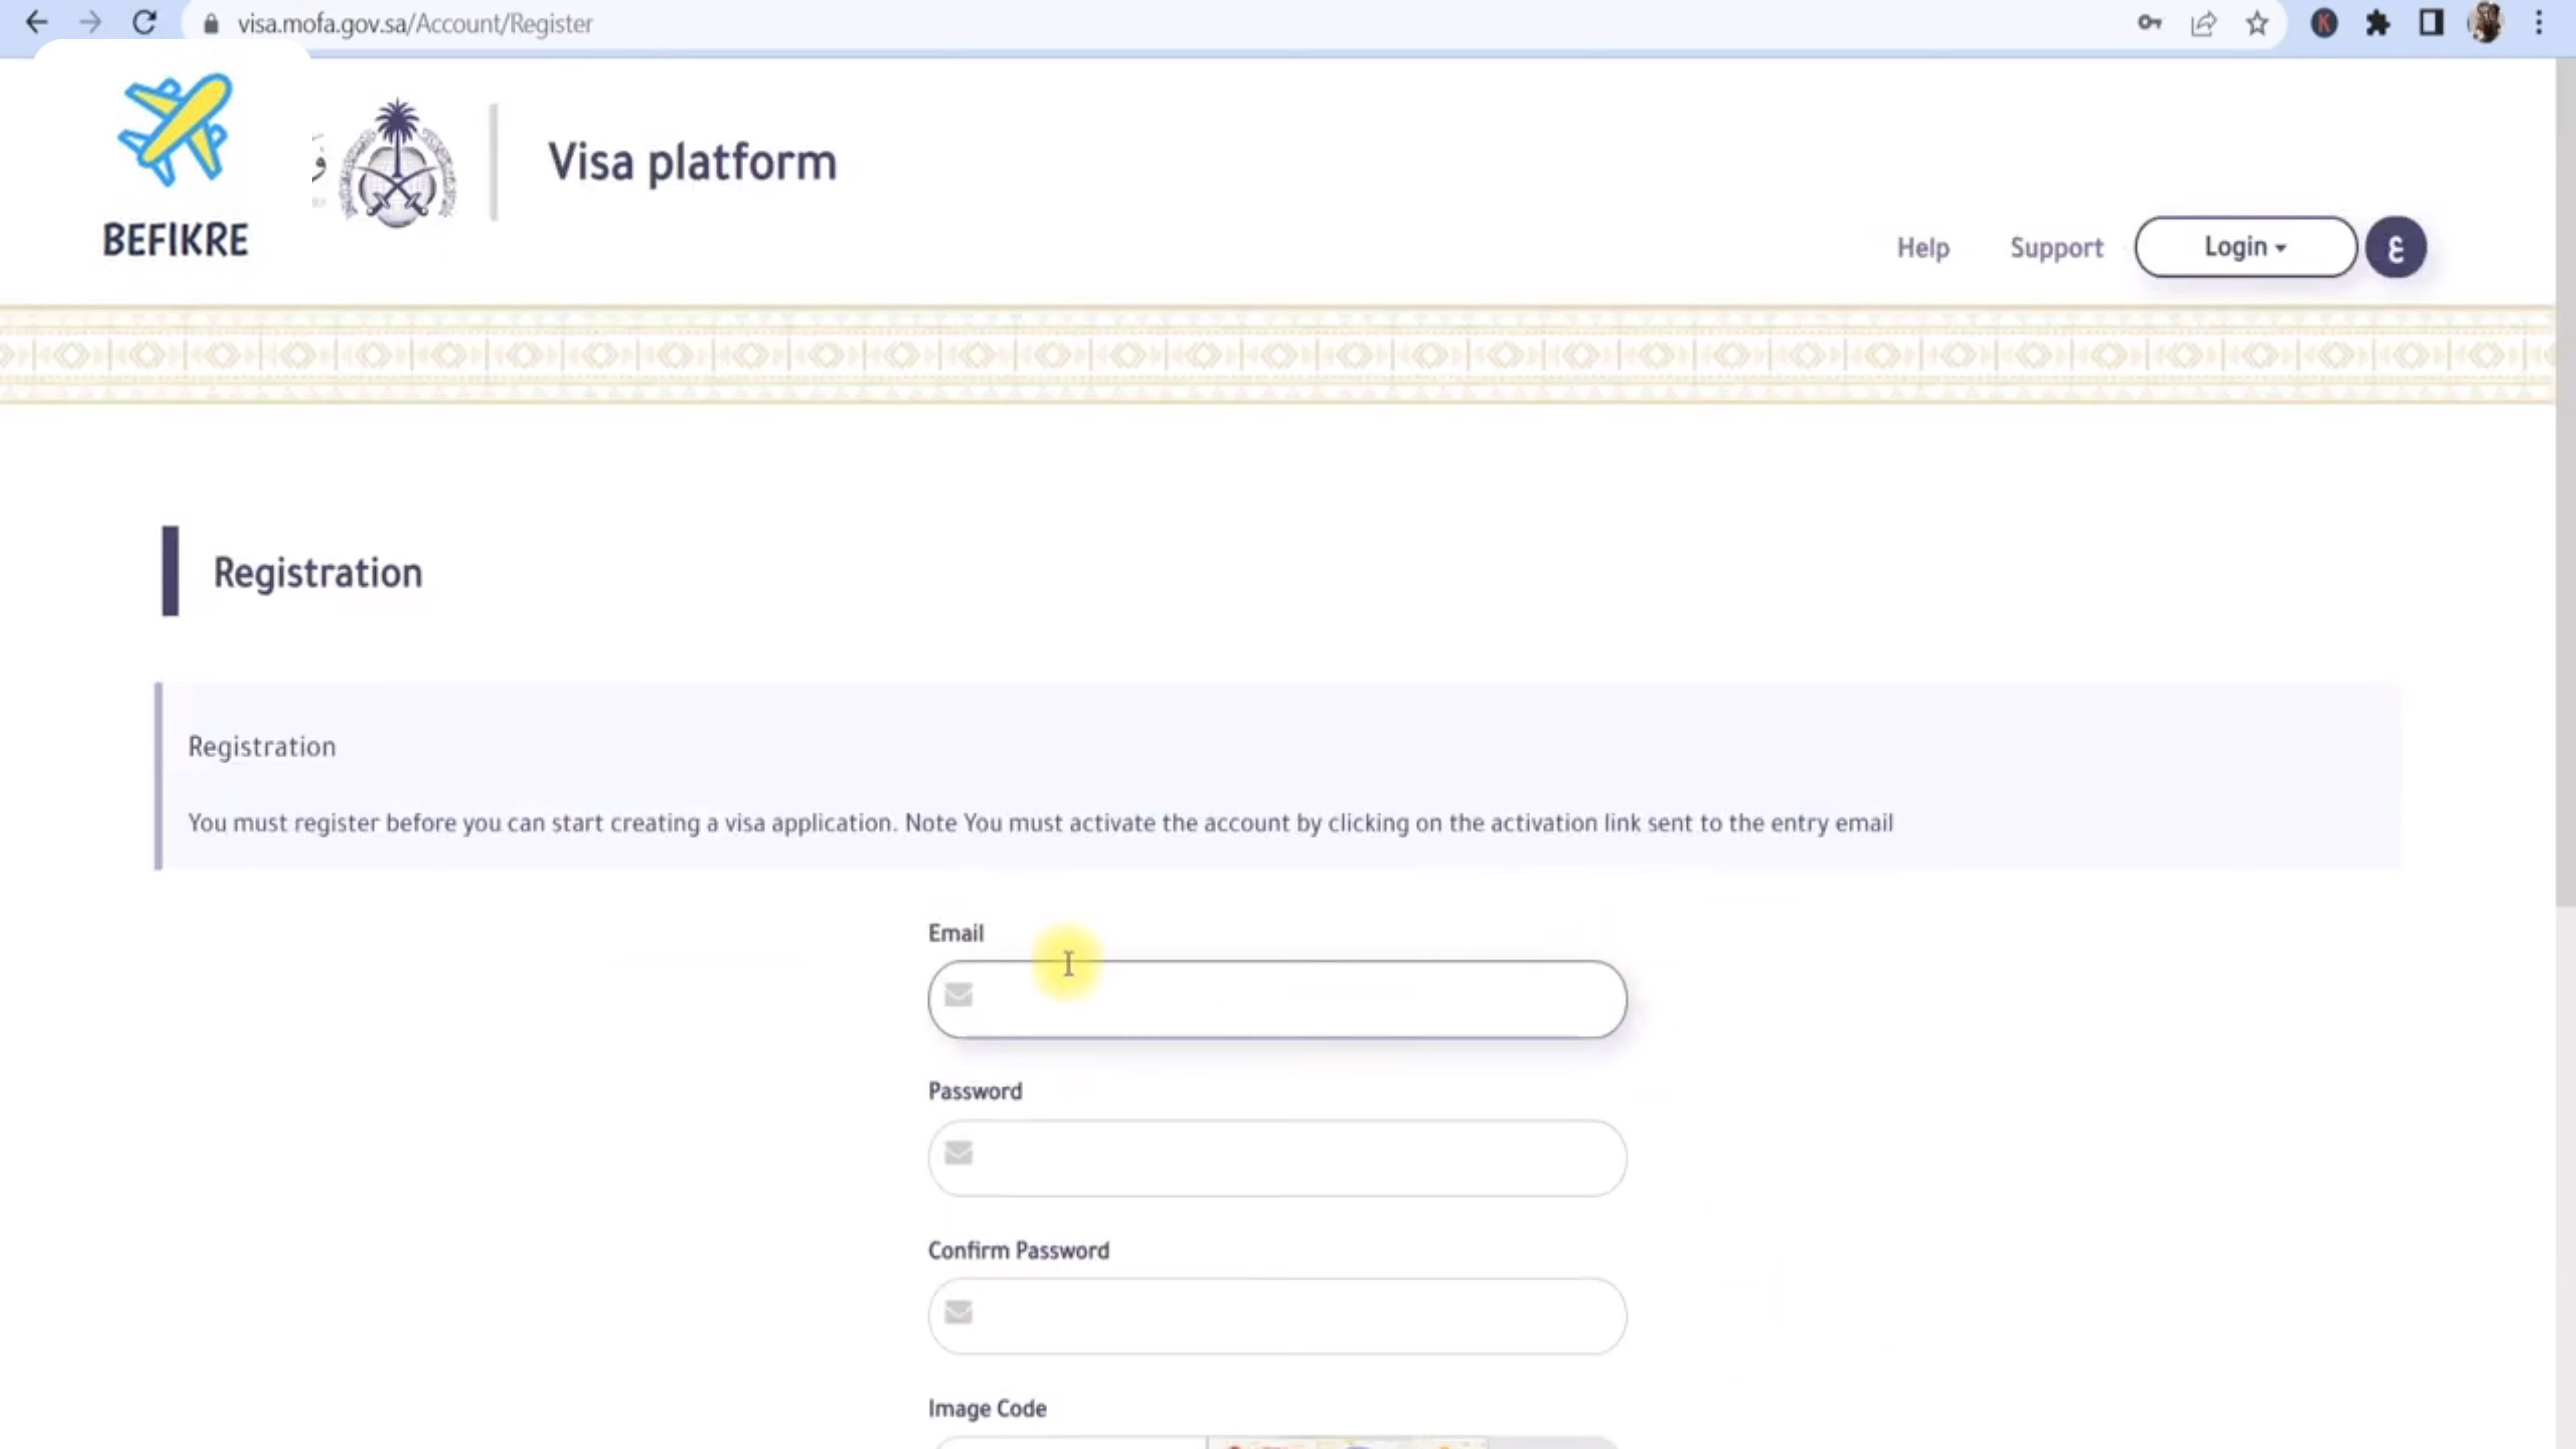 visa.mofa.gov.sa/Account/Register
K
BEFIKRE
Visa platform
Help
Support
Login
ع
Registration
Registration
You must register before you can start creating a visa application. Note You must activate the account by clicking on the activation link sent to the entry email
Email
Password
Confirm Password
Image Code